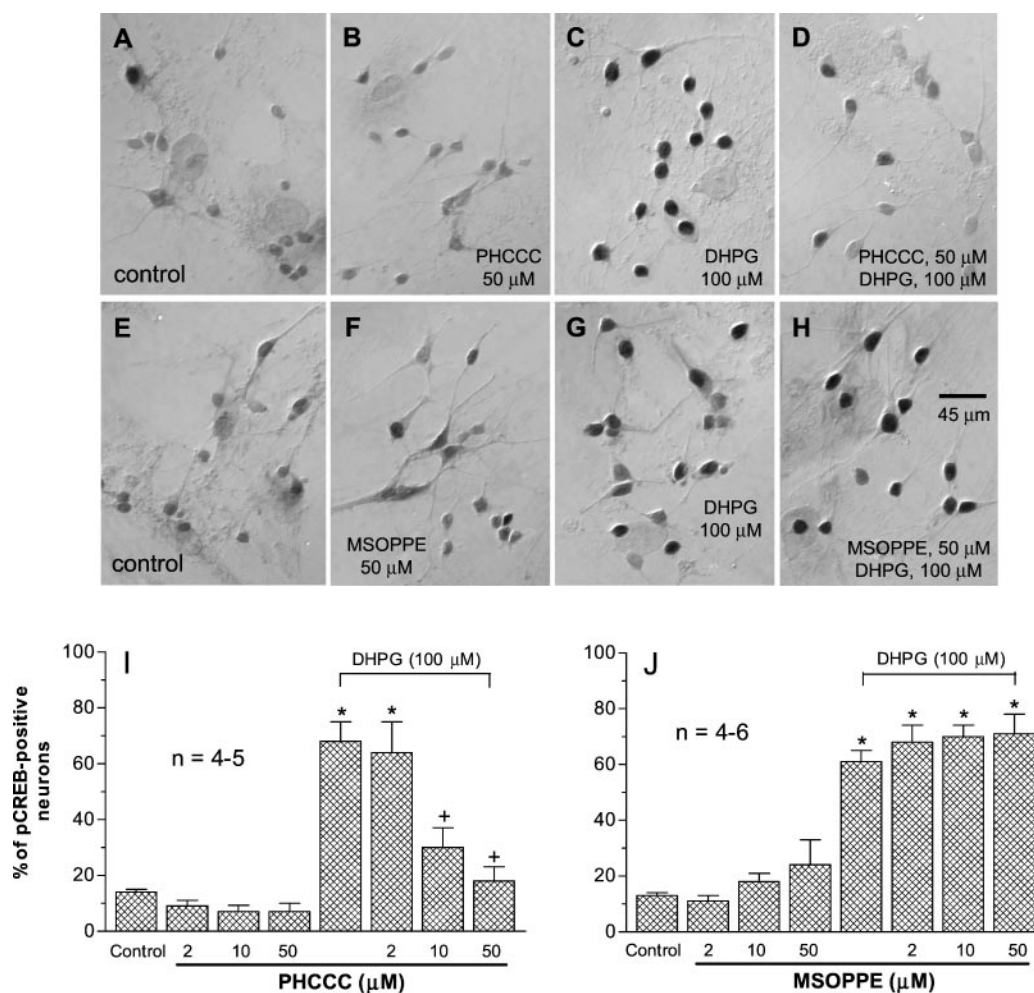 A
control
B
PHCCC
50 μM
C
DHPG
100 μM
D
PHCCC, 50 μM
DHPG, 100 μM
E
control
F
MSOPPE
50 μM
G
DHPG
100 μM
H
45 μm
MSOPPE, 50 μM
DHPG, 100 μM
% of pCREB-positive
neurons
I
100
80
60
40
20
0
DHPG (100 μM)
n = 4-5
* * + +
Control 2 10 50 2 10 50
PHCCC (μM)
J
100
80
60
40
20
0
DHPG (100 μM)
n = 4-6
* * * *
Control 2 10 50 2 10 50
MSOPPE (μM)